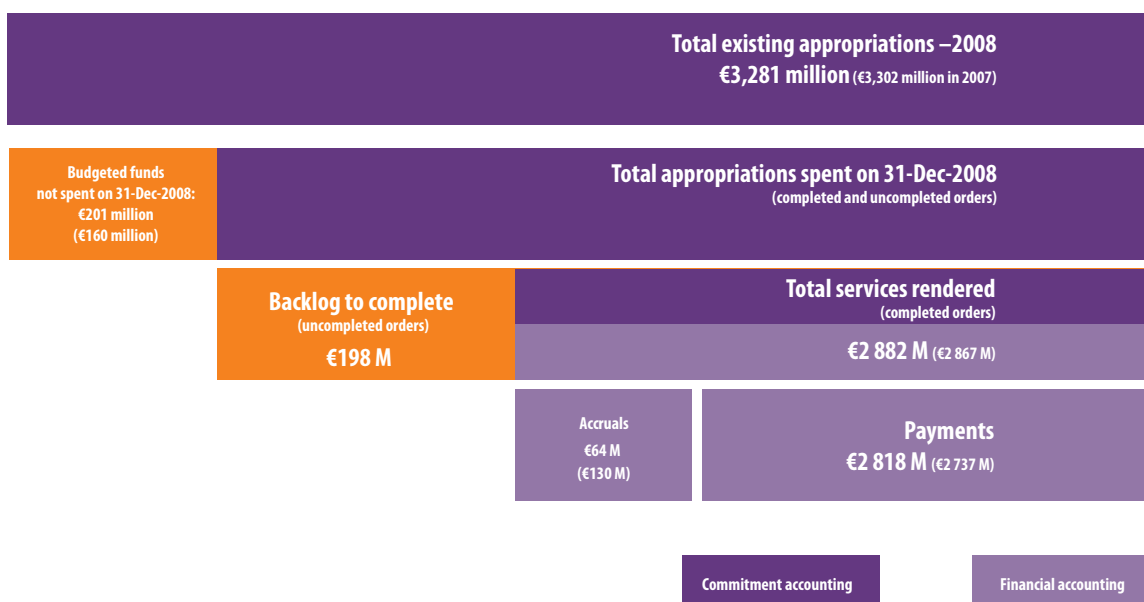 Total existing appropriations –2008
€3,281 million (€3,302 million in 2007)
Budgeted funds
not spent on 31-Dec-2008:
€201 million
(€160 million)
Total appropriations spent on 31-Dec-2008
(completed and uncompleted orders)
Backlog to complete
(uncompleted orders)
€198 M
Total services rendered
(completed orders)
€2 882 M (€2 867 M)
Accruals
€64 M
(€130 M)
Payments
€2 818 M (€2 737 M)
Commitment accounting
Financial accounting